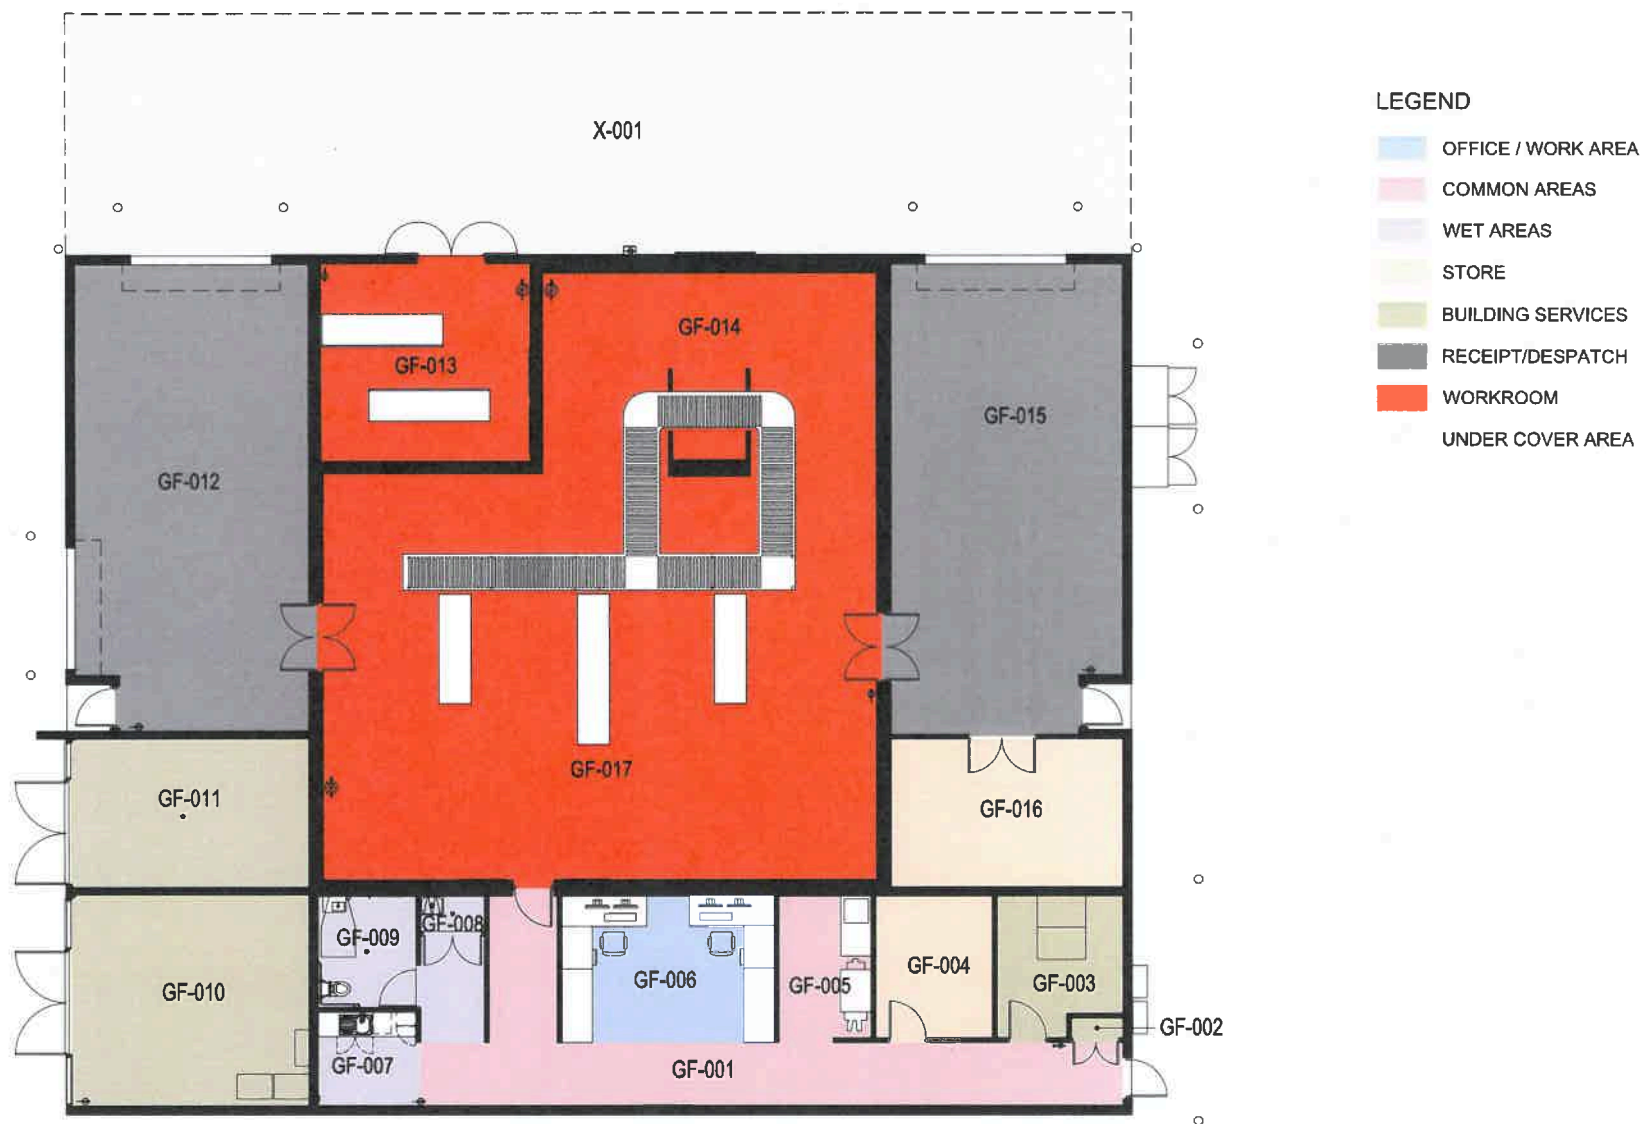 X-001
LEGEND
OFFICE / WORK AREA
COMMON AREAS
WET AREAS
STORE
BUILDING SERVICES
RECEIPT/DESPATCH
WORKROOM
UNDER COVER AREA
GF-014
GF-013
GF-015
GF-012
GF-017
GF-011
GF-016
GF-008
GF-009
GF-004
GF-006
GF-003
GF-005
GF-010
GF-002
GF-007
GF-001